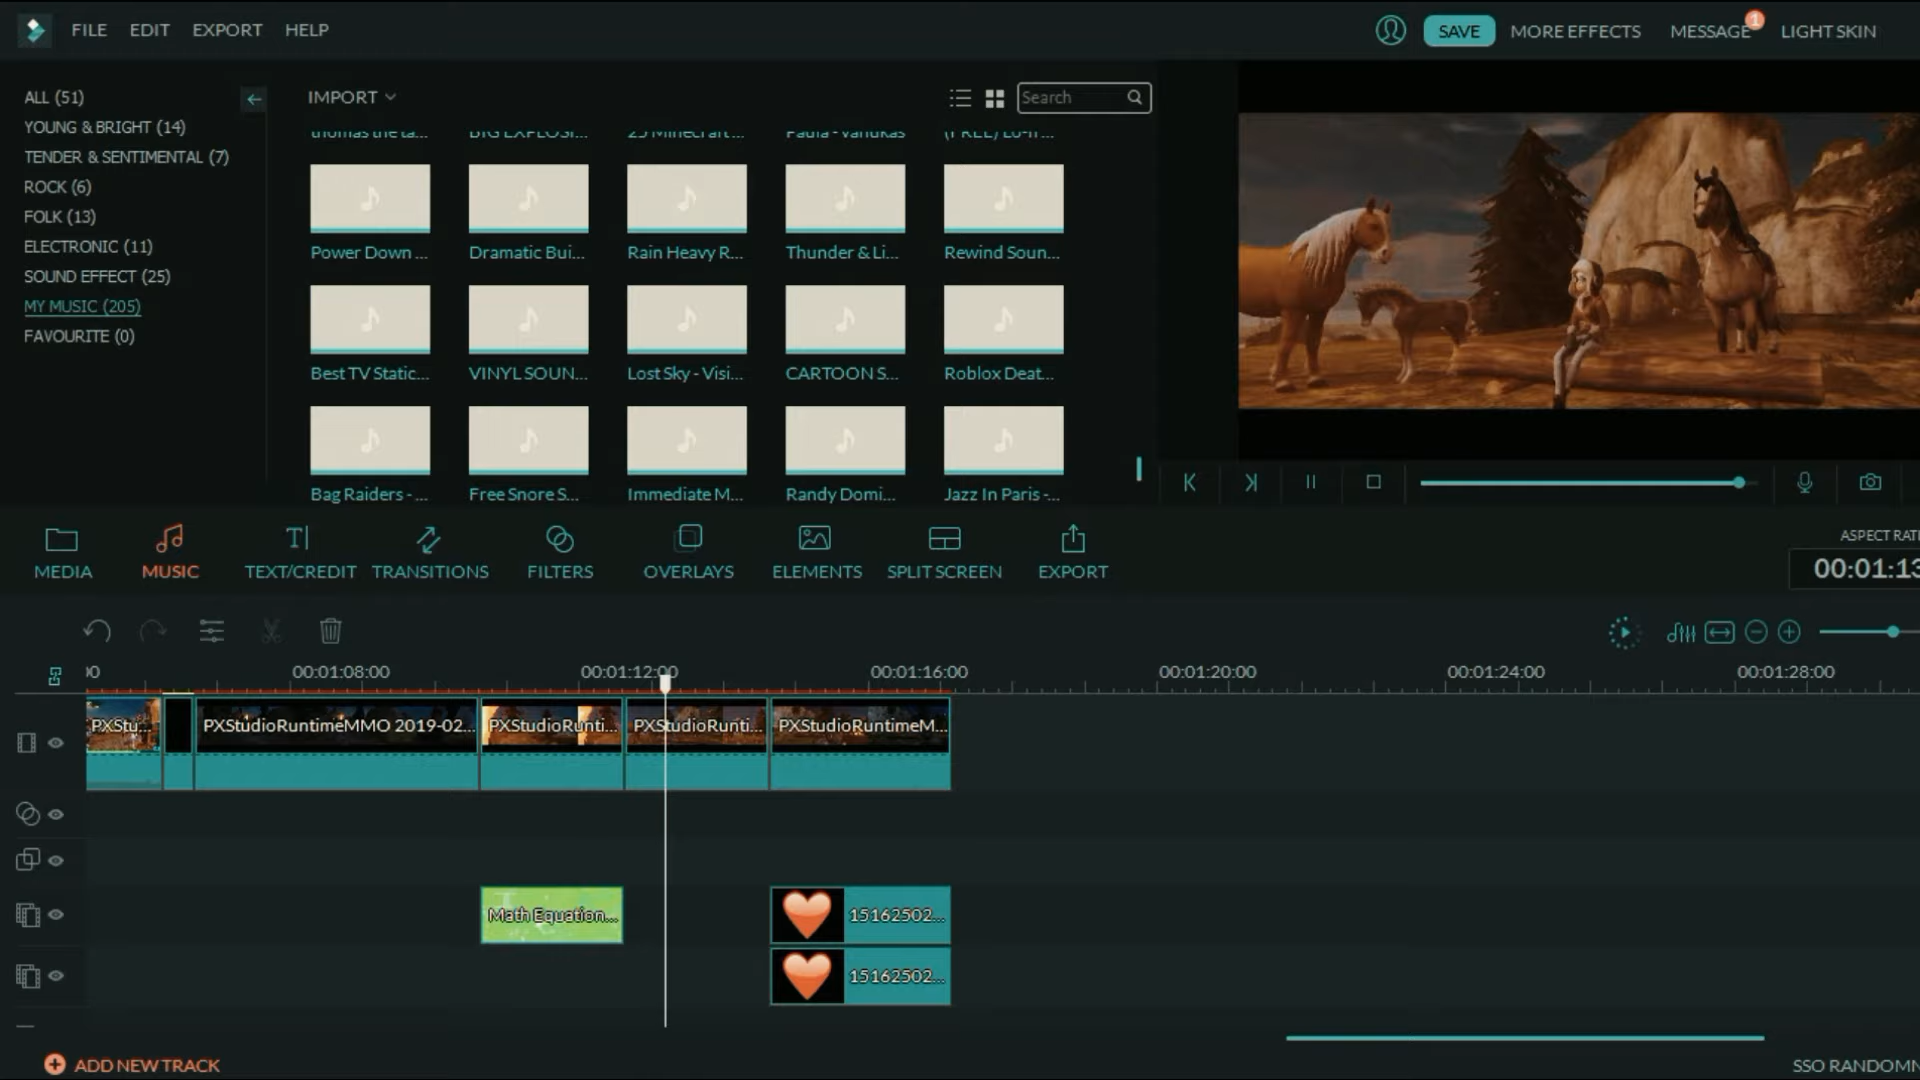 FILE EDIT EXPORT HELP
SAVE MORE EFFECTS MESSAGE 1 LIGHT SKIN
ALL (51)
YOUNG & BRIGHT (14)
TENDER & SENTIMENTAL (7)
ROCK (6)
FOLK (13)
ELECTRONIC (11)
SOUND EFFECT (25)
MY MUSIC (205)
FAVOURITE (0)
IMPORT Search
thomas the ta... BIG EXPLOSI... 25 Minecraft ... (FREE) Lo-fi ...
Power Down ... Dramatic Bui... Rain Heavy R... Thunder & Li... Rewind Soun...
Best TV Static... VINYL SOUN... Lost Sky - Visi... CARTOON S... Roblox Deat...
Bag Raiders - ... Free Snore S... Immediate M... Randy Domi... Jazz In Paris -...
MEDIA MUSIC TEXT/CREDIT TRANSITIONS FILTERS OVERLAYS ELEMENTS SPLIT SCREEN EXPORT
ASPECT RATI
00:01:13
00:01:08:00 00:01:12:00 00:01:16:00 00:01:20:00 00:01:24:00 00:01:28:00
PXStu... PXStudioRuntimeMMO 2019-02... PXStudioRunti... PXStudioRunti... PXStudioRuntimeM...
Math Equation... 15162502...
15162502...
ADD NEW TRACK
SSO RANDOMN